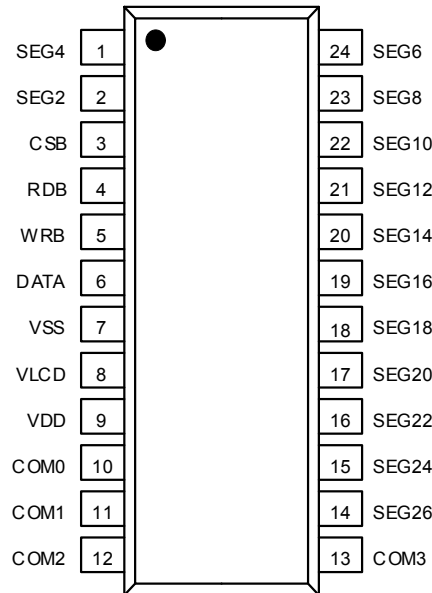 SEG4 1 24 SEG6
SEG2 2 23 SEG8
CSB 3 22 SEG10
RDB 4 21 SEG12
WRB 5 20 SEG14
DATA 6 19 SEG16
VSS 7 18 SEG18
VLCD 8 17 SEG20
VDD 9 16 SEG22
COM0 10 15 SEG24
COM1 11 14 SEG26
COM2 12 13 COM3